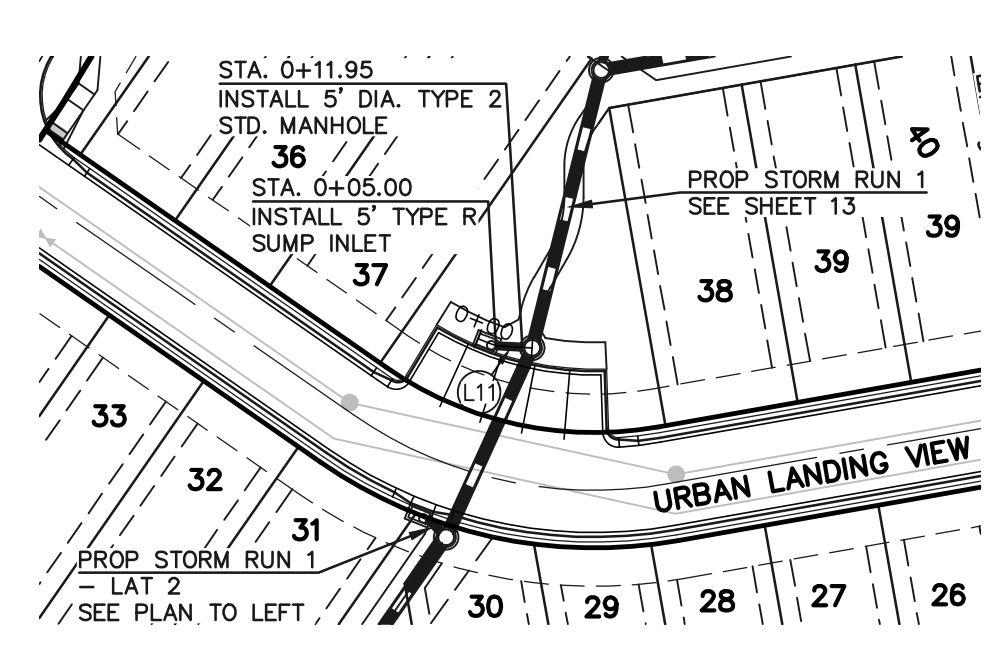 STA. 0+11.95
INSTALL 5' DIA. TYPE 2
STD. MANHOLE
36
STA. 0+05.00
INSTALL 5' TYPE R
SUMP INLET
37
PROP STORM RUN 1
SEE SHEET 13
40
39
39
38
0+00
L11
33
32
31
URBAN LANDING VIEW
PROP STORM RUN 1
- LAT 2
SEE PLAN TO LEFT
30
29
28
27
26